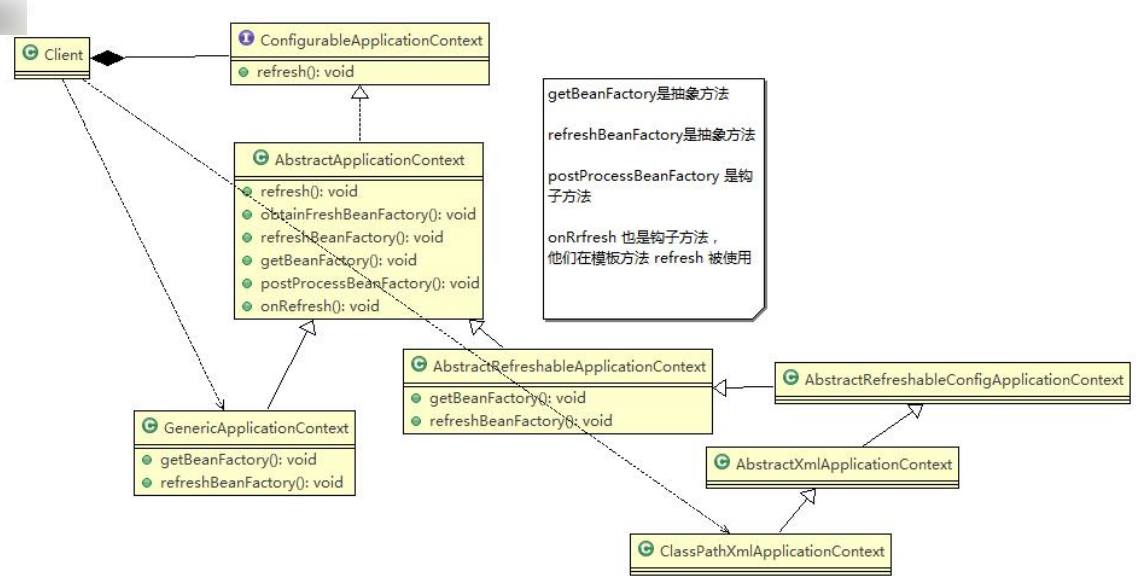 Client
ConfigurableApplicationContext
refresh(): void
getBeanFactory是抽象方法
refreshBeanFactory是抽象方法
postProcessBeanFactory 是钩
子方法
onRrfresh 也是钩子方法，
他们在模板方法 refresh 被使用
AbstractApplicationContext
refresh(): void
obtainFreshBeanFactory(): void
refreshBeanFactory(): void
getBeanFactory(): void
postProcessBeanFactory(): void
onRefresh(): void
AbstractRefreshableApplicationContext
getBeanFactory(): void
refreshBeanFactory(): void
AbstractRefreshableConfigApplicationContext
GenericApplicationContext
getBeanFactory(): void
refreshBeanFactory(): void
AbstractXmlApplicationContext
ClassPathXmlApplicationContext